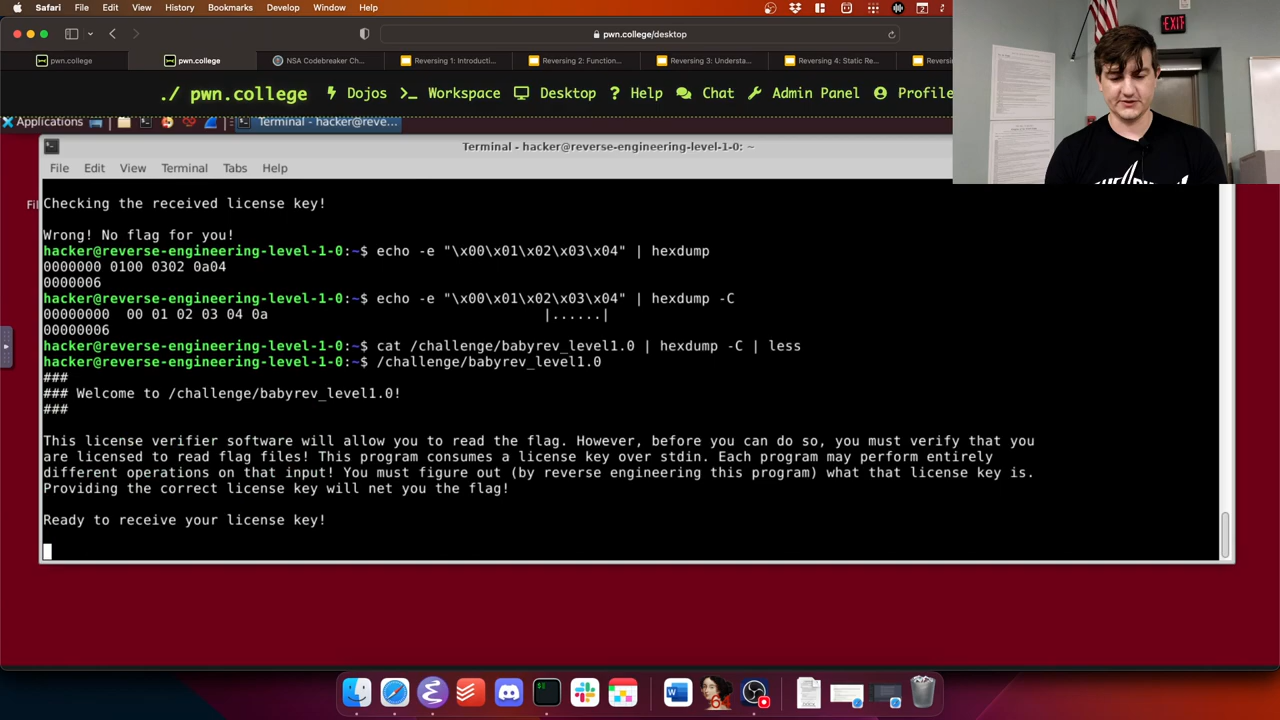 Safari File Edit View History Bookmarks Develop Window Help
pwn.college/desktop
pwn.college pwn.college NSA Codebreaker Ch... Reversing 1: Introducti... Reversing 2: Function... Reversing 3: Understa... Reversing 4: Static Re... Reversin
./ pwn.college Dojos Workspace Desktop Help Chat Admin Panel Profile
EXIT
Applications Terminal - hacker@reve...
Terminal - hacker@reverse-engineering-level-1-0: ~
File Edit View Terminal Tabs Help
Fil
Checking the received license key!
Wrong! No flag for you!
hacker@reverse-engineering-level-1-0:~$ echo -e "\x00\x01\x02\x03\x04" | hexdump
0000000 0100 0302 0a04
0000006
hacker@reverse-engineering-level-1-0:~$ echo -e "\x00\x01\x02\x03\x04" | hexdump -C
00000000  00 01 02 03 04 0a                                 |......|
00000006
hacker@reverse-engineering-level-1-0:~$ cat /challenge/babyrev_level1.0 | hexdump -C | less
hacker@reverse-engineering-level-1-0:~$ /challenge/babyrev_level1.0
###
### Welcome to /challenge/babyrev_level1.0!
###
This license verifier software will allow you to read the flag. However, before you can do so, you must verify that you
are licensed to read flag files! This program consumes a license key over stdin. Each program may perform entirely
different operations on that input! You must figure out (by reverse engineering this program) what that license key is.
Providing the correct license key will net you the flag!
Ready to receive your license key!